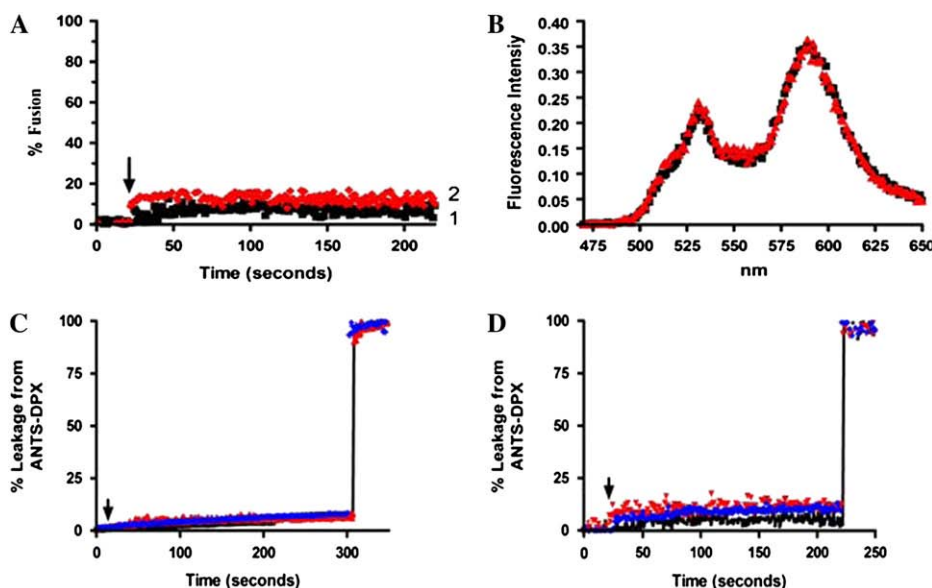 A
% Fusion
100
80
60
40
20
0
0 50 100 150 200
2
1
Time (seconds)
B
Fluorescence Intensiy
0.40
0.35
0.30
0.25
0.20
0.15
0.10
0.05
0.00
475 500 525 550 575 600 625 650
nm
C
% Leakage from
ANTS-DPX
100
75
50
25
0
0 100 200 300
Time (seconds)
D
% Leakage from
ANTS-DPX
100
75
50
25
0
0 50 100 150 200 250
Time (seconds)